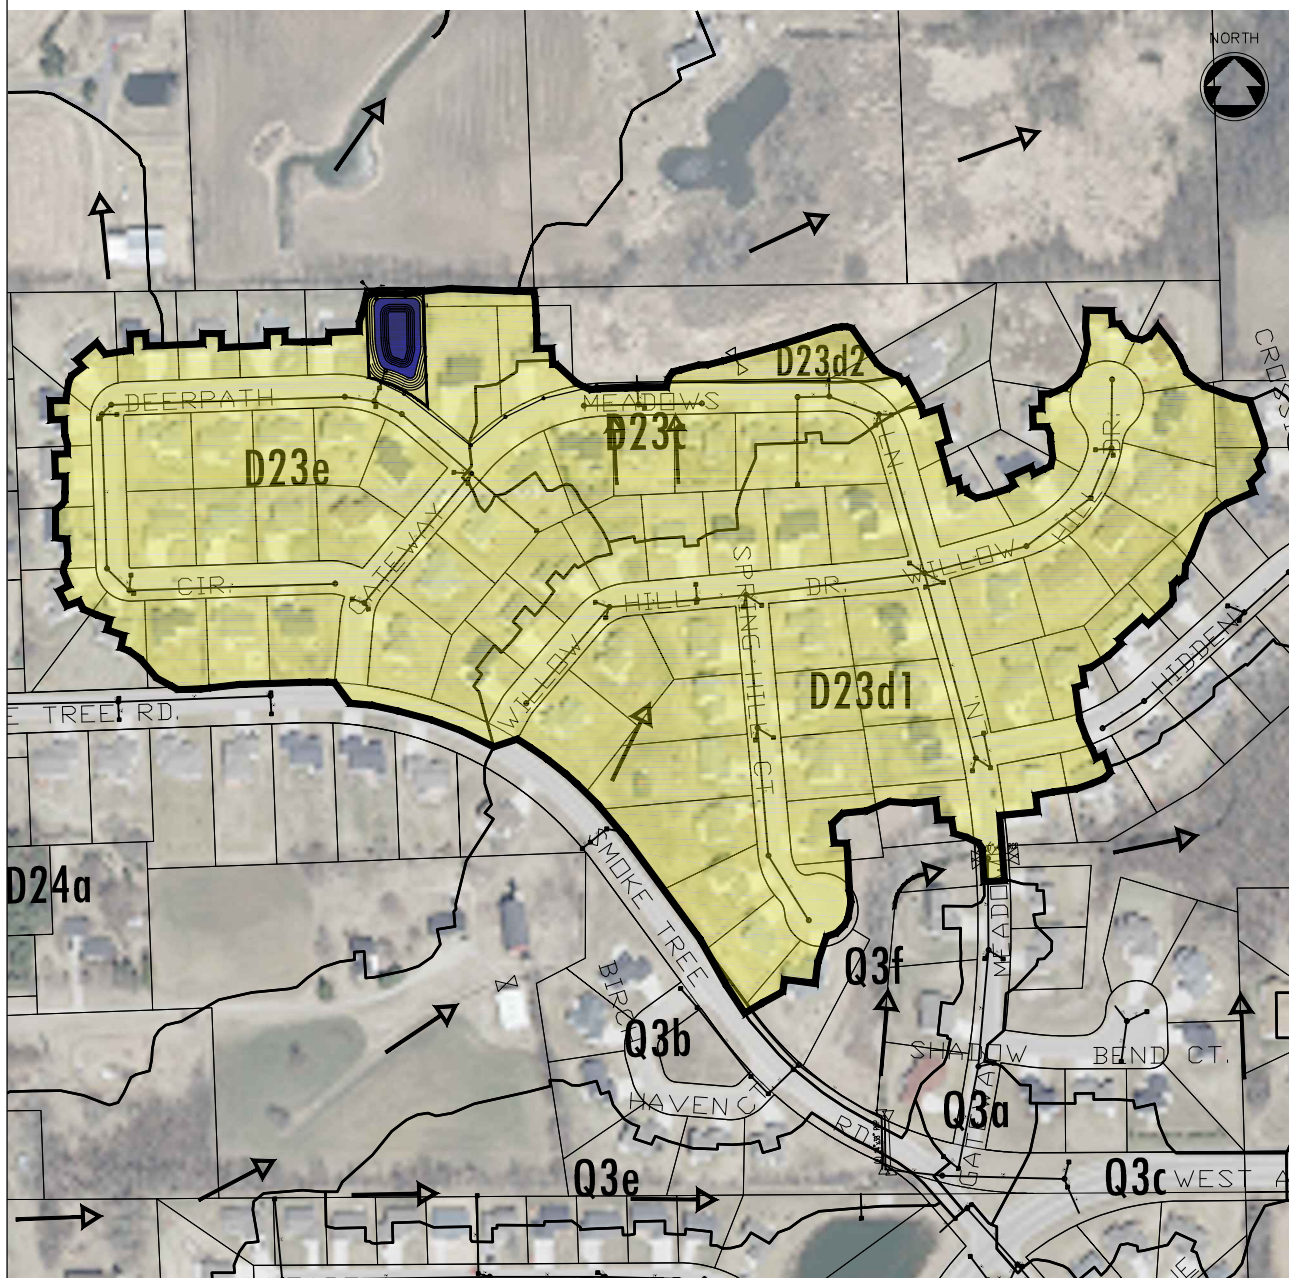 NORTH
CROSSI
D23d2
DEERPATH
MEADOWS
D23c
LN.
DR.
D23e
GATEWAY
SPRING HILL CT.
WILLOW HILL
CIR.
WILLOW HILL DR.
HIDDEN
D23d1
N.
E TREE RD.
SMOKE TREE RD.
D24a
MEADO
Q3f
BIRCH
Q3b
SHADOW BEND CT.
HAVEN CT
Q3a
GATEWAY
Q3e
Q3c
WEST A